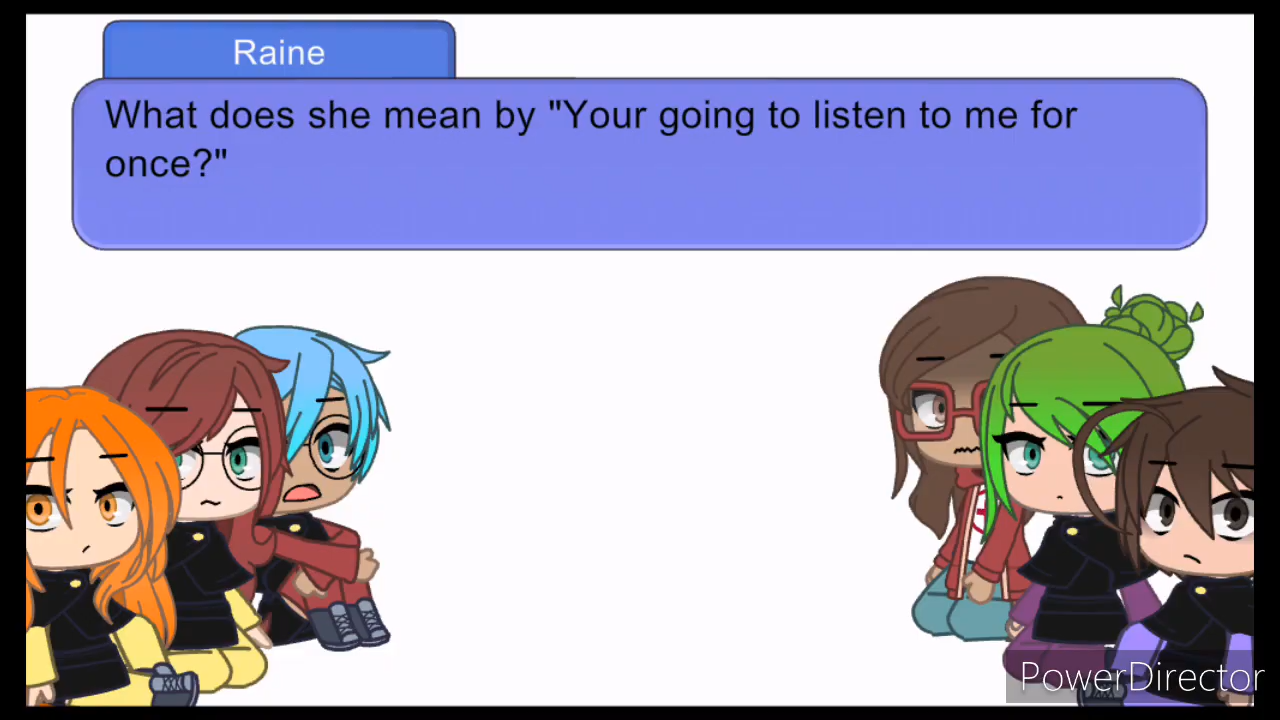 Raine
What does she mean by "Your going to listen to me for
once?"
PowerDirector